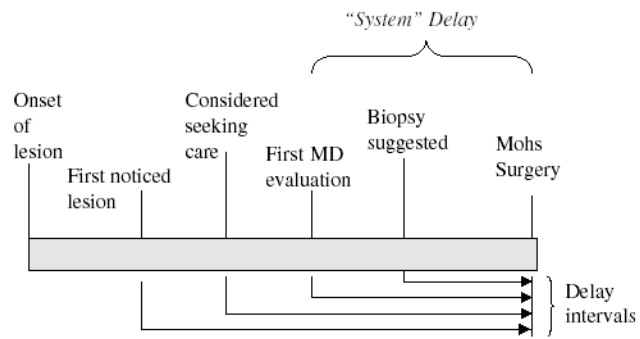 “System” Delay
Onset
of
lesion
First noticed
lesion
Considered
seeking
care
First MD
evaluation
Biopsy
suggested
Mohs
Surgery
Delay
intervals